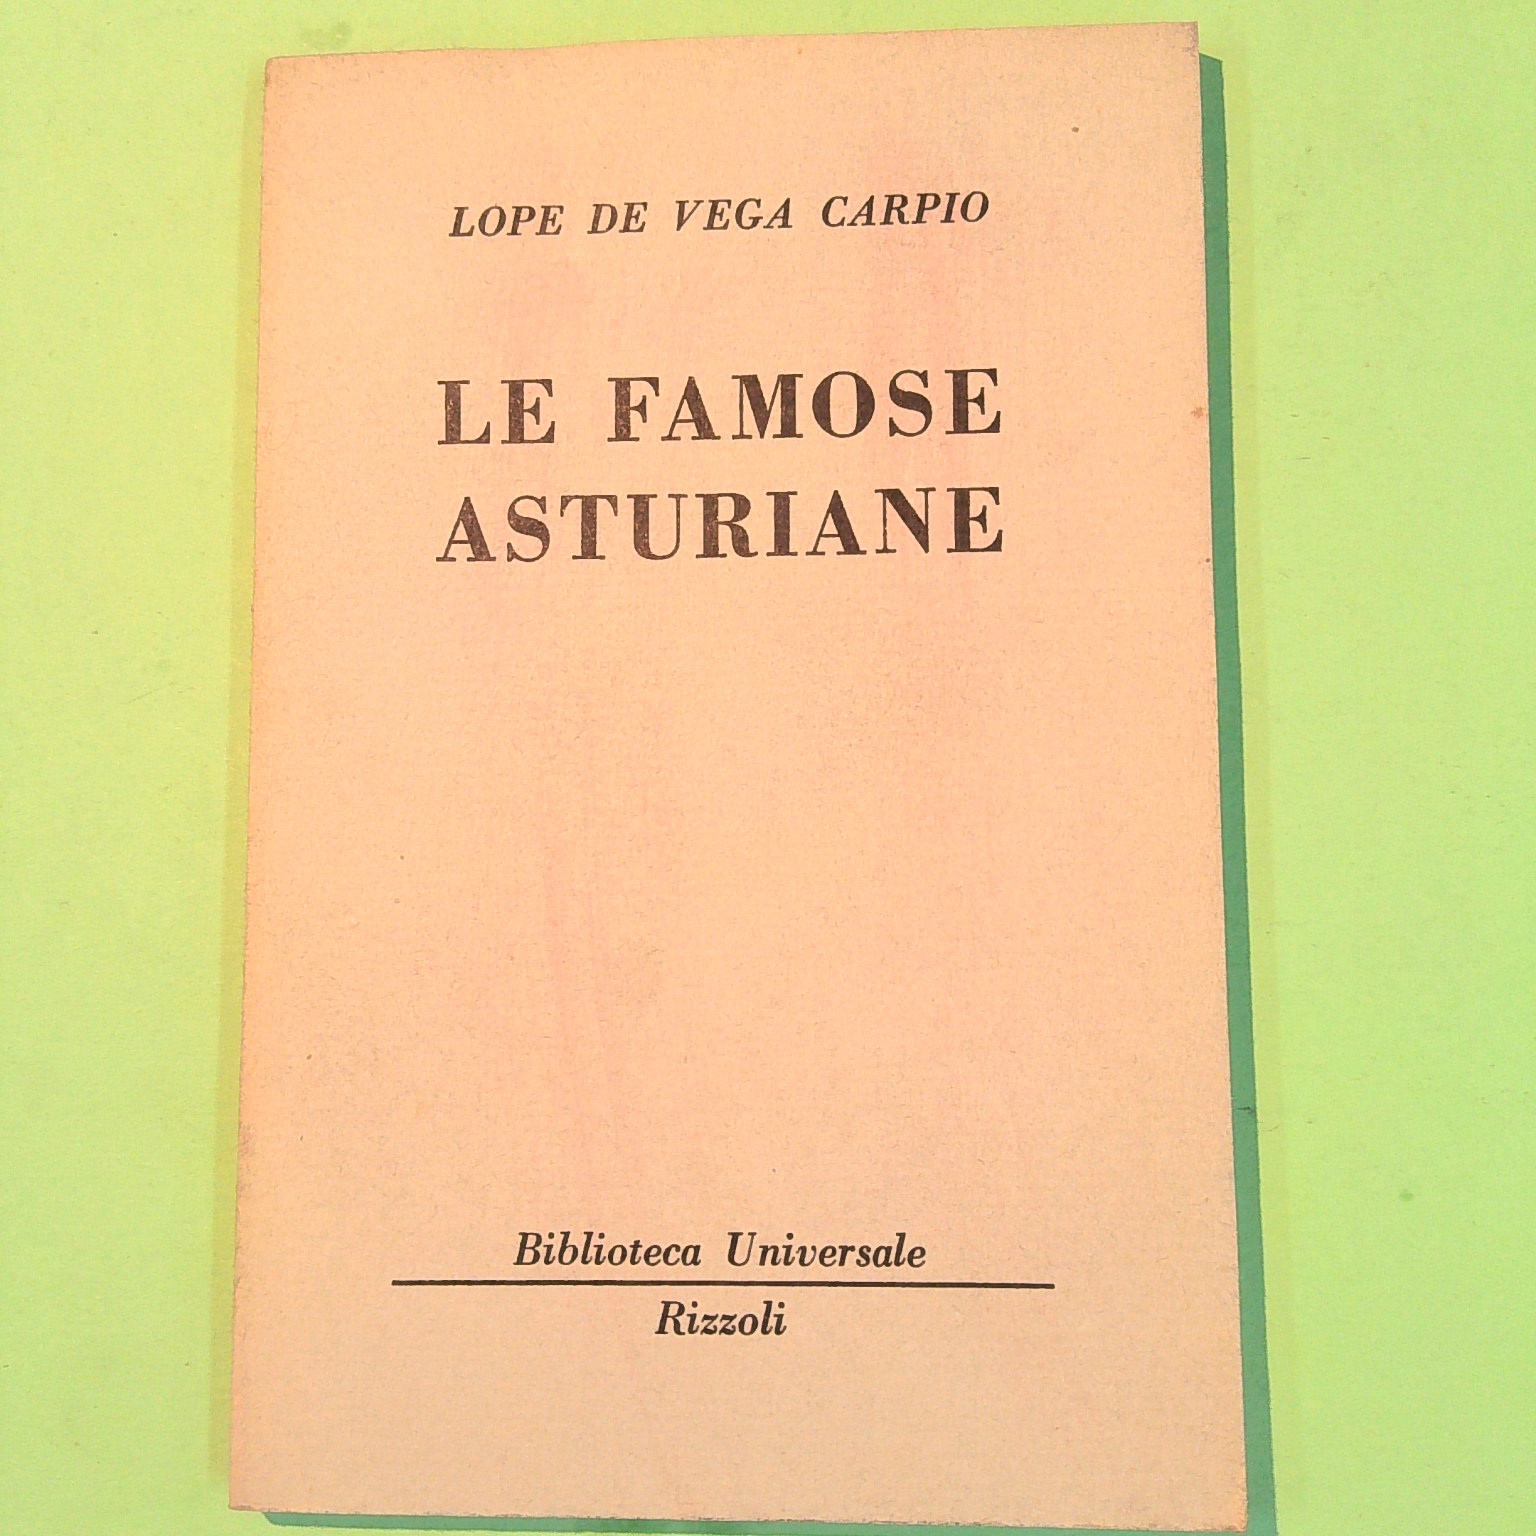 LOPE DE VEGA CARPIO
LE FAMOSE
ASTURIANE
Biblioteca Universale
Rizzoli